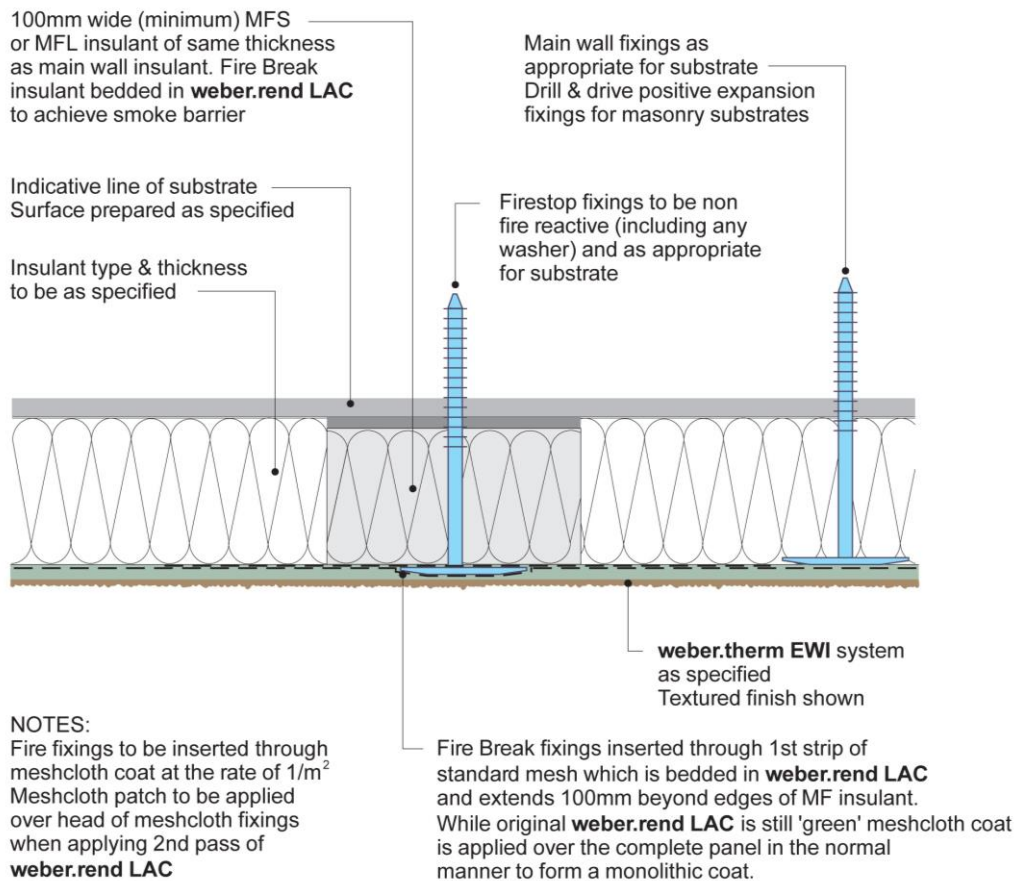 100mm wide (minimum) MFS
or MFL insulant of same thickness
as main wall insulant. Fire Break
insulant bedded in weber.rend LAC
to achieve smoke barrier
Main wall fixings as
appropriate for substrate
Drill & drive positive expansion
fixings for masonry substrates
Indicative line of substrate
Surface prepared as specified
Firestop fixings to be non
fire reactive (including any
washer) and as appropriate
for substrate
Insulant type & thickness
to be as specified
weber.therm EWI system
as specified
Textured finish shown
NOTES:
Fire fixings to be inserted through
meshcloth coat at the rate of 1/m²
Meshcloth patch to be applied
over head of meshcloth fixings
when applying 2nd pass of
weber.rend LAC
Fire Break fixings inserted through 1st strip of
standard mesh which is bedded in weber.rend LAC
and extends 100mm beyond edges of MF insulant.
While original weber.rend LAC is still 'green' meshcloth coat
is applied over the complete panel in the normal
manner to form a monolithic coat.